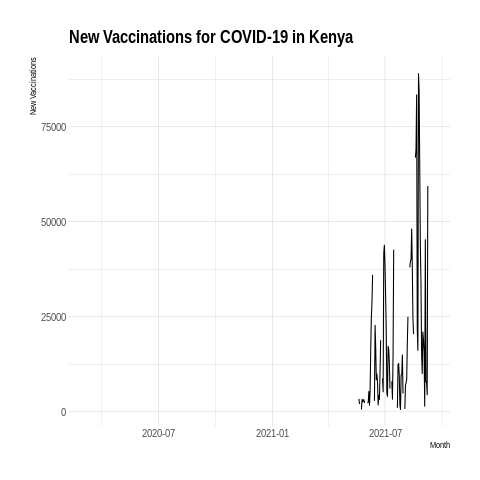 New Vaccinations for COVID-19 in Kenya
New Vaccinations
75000
50000
25000
0
2020-07 2021-01 2021-07
Month